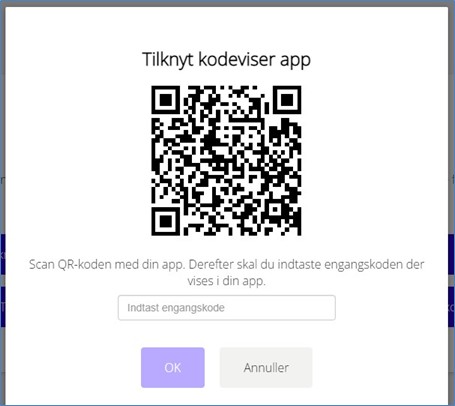 Tilknyt kodeviser app
Scan QR-koden med din app. Derefter skal du indtaste engangskoden der
vises i din app.
Indtast engangskode
OK
Annuller